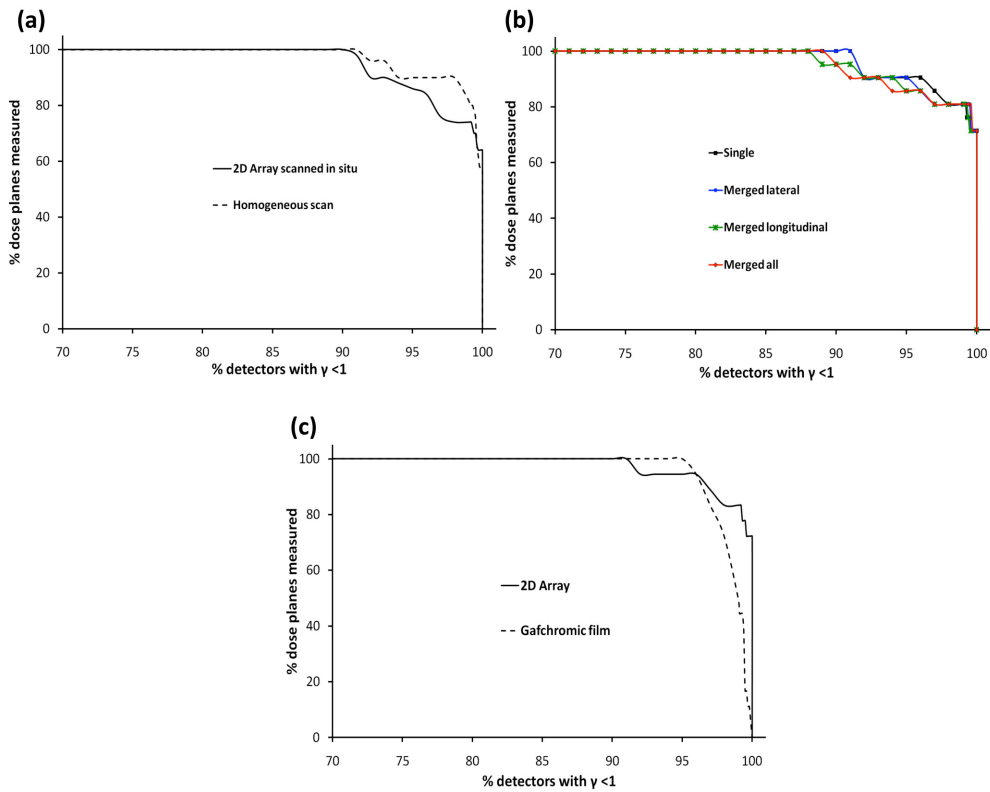 (a)
% dose planes measured
100
80
60
40
20
0
2D Array scanned in situ
Homogeneous scan
70 75 80 85 90 95 100
% detectors with γ <1
(b)
% dose planes measured
100
80
60
40
20
0
Single
Merged lateral
Merged longitudinal
Merged all
70 75 80 85 90 95 100
% detectors with γ <1
(c)
% dose planes measured
100
80
60
40
20
0
2D Array
Gafchromic film
70 75 80 85 90 95 100
% detectors with γ <1